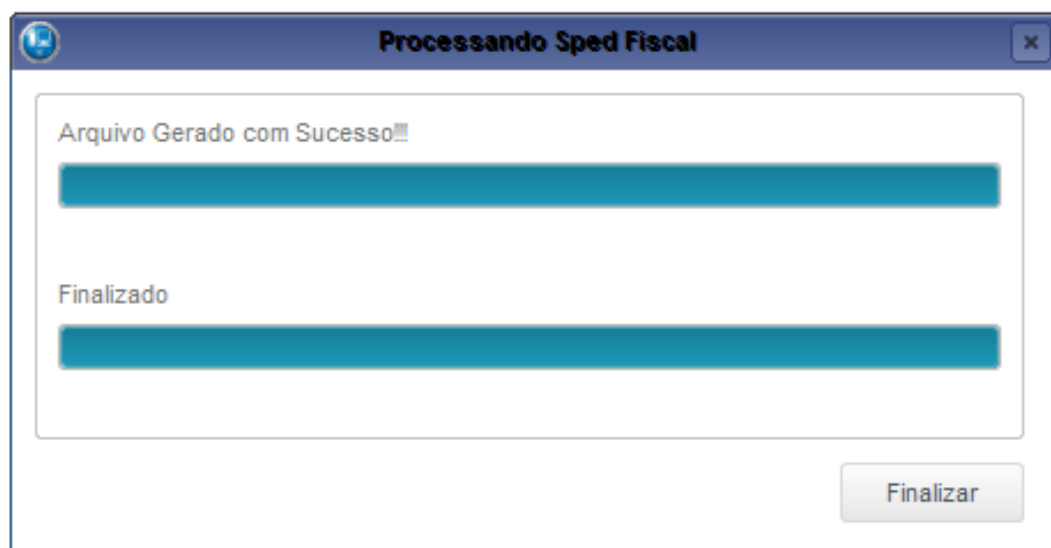 Processando Sped Fiscal
Arquivo Gerado com Sucesso!!!
Finalizado
Finalizar